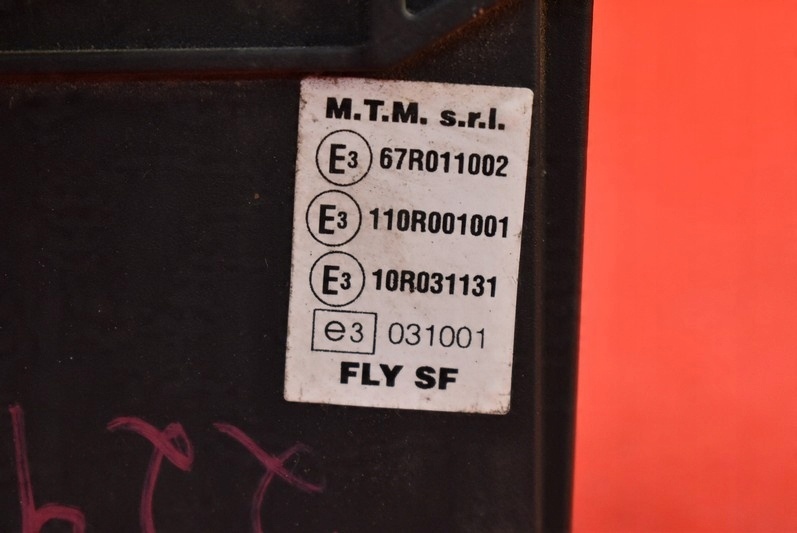 M.T.M. s.r.l.
E3 67R011002
E3 110R001001
E3 10R031131
e3 031001
FLY SF